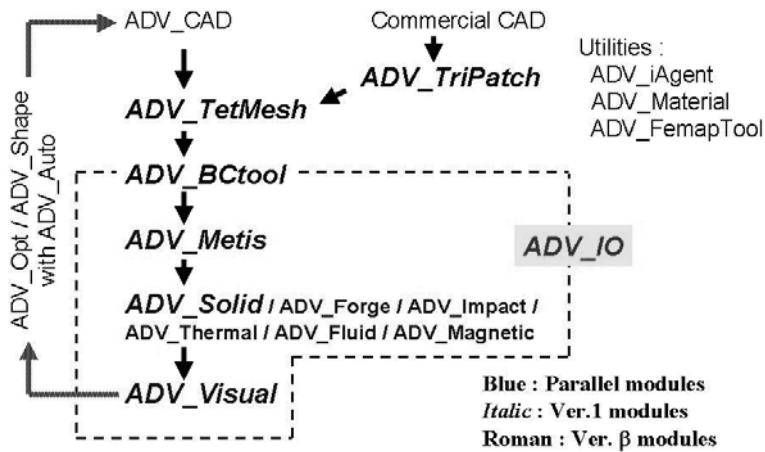 ADV_CAD
Commercial CAD
Utilities :
ADV_iAgent
ADV_Material
ADV_FemapTool
ADV_TriPatch
ADV_TetMesh
ADV_BCtool
ADV_Metis
ADV_IO
ADV_Solid / ADV_Forge / ADV_Impact /
ADV_Thermal / ADV_Fluid / ADV_Magnetic
ADV_Visual
ADV_Opt / ADV_Shape
with ADV_Auto
Blue : Parallel modules
Italic : Ver.1 modules
Roman : Ver. β modules